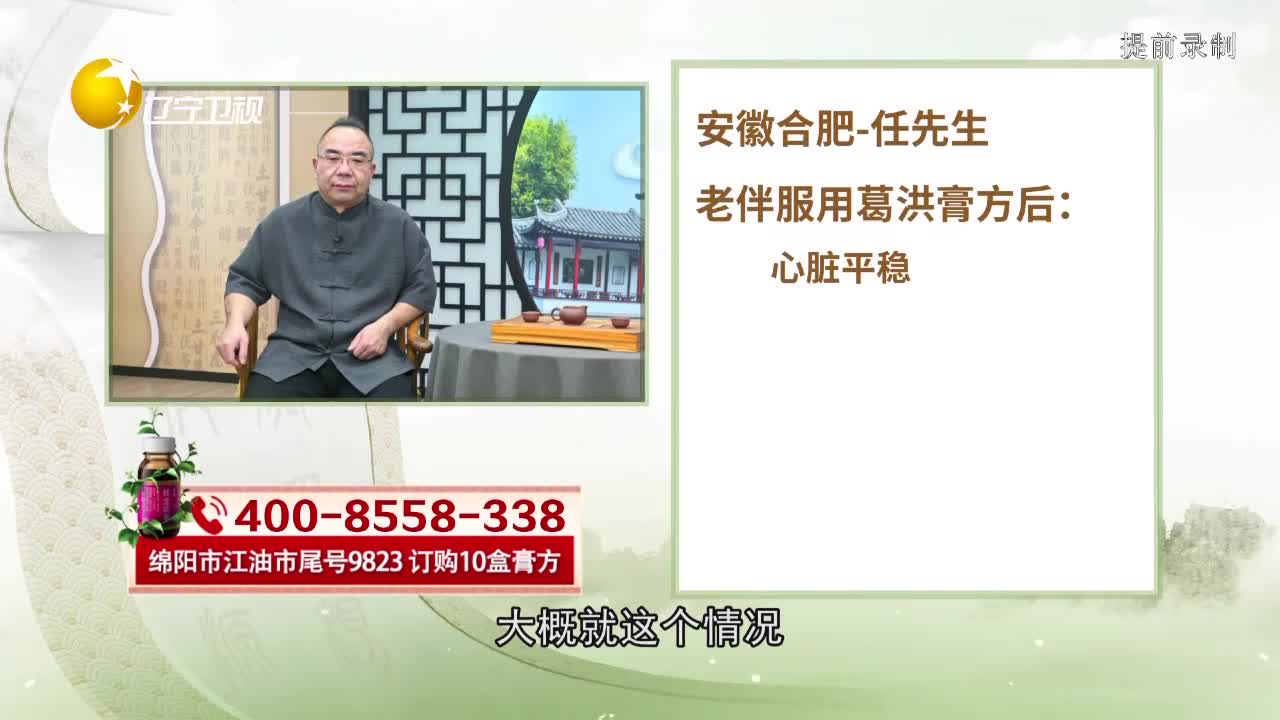 提前录制
辽宁卫视
安徽合肥-任先生
老伴服用葛洪膏方后：
心脏平稳
400-8558-338
绵阳市江油市尾号9823 订购10盒膏方
大概就这个情况